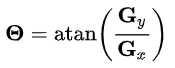 Θ = atan(G_y / G_x)